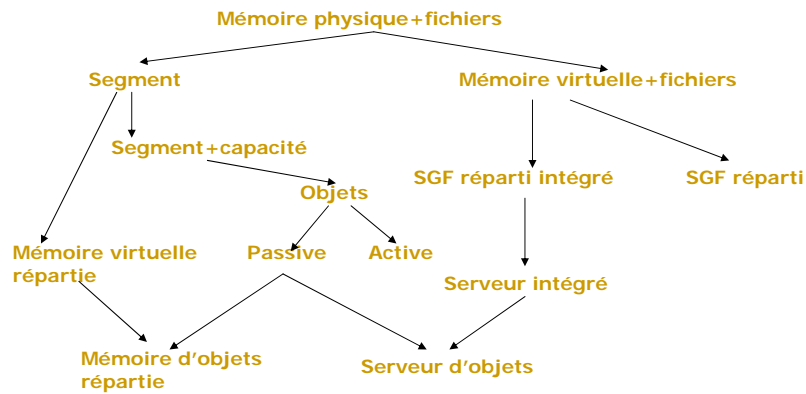 Mémoire physique+fichiers
Segment
Mémoire virtuelle+fichiers
Segment+capacité
SGF réparti intégré
SGF réparti
Objets
Mémoire virtuelle
répartie
Passive
Active
Serveur intégré
Mémoire d'objets
répartie
Serveur d'objets